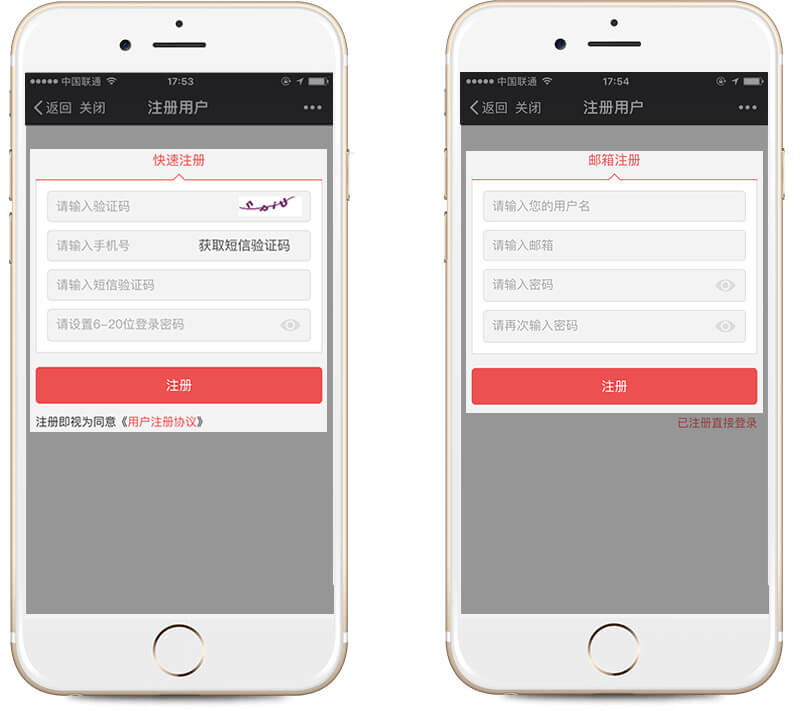 中国联通 17:53
返回 关闭 注册用户
快速注册
请输入验证码
请输入手机号 获取短信验证码
请输入短信验证码
请设置6-20位登录密码
注册
注册即视为同意《用户注册协议》
中国联通 17:54
返回 关闭 注册用户
邮箱注册
请输入您的用户名
请输入邮箱
请输入密码
请再次输入密码
注册
已注册直接登录